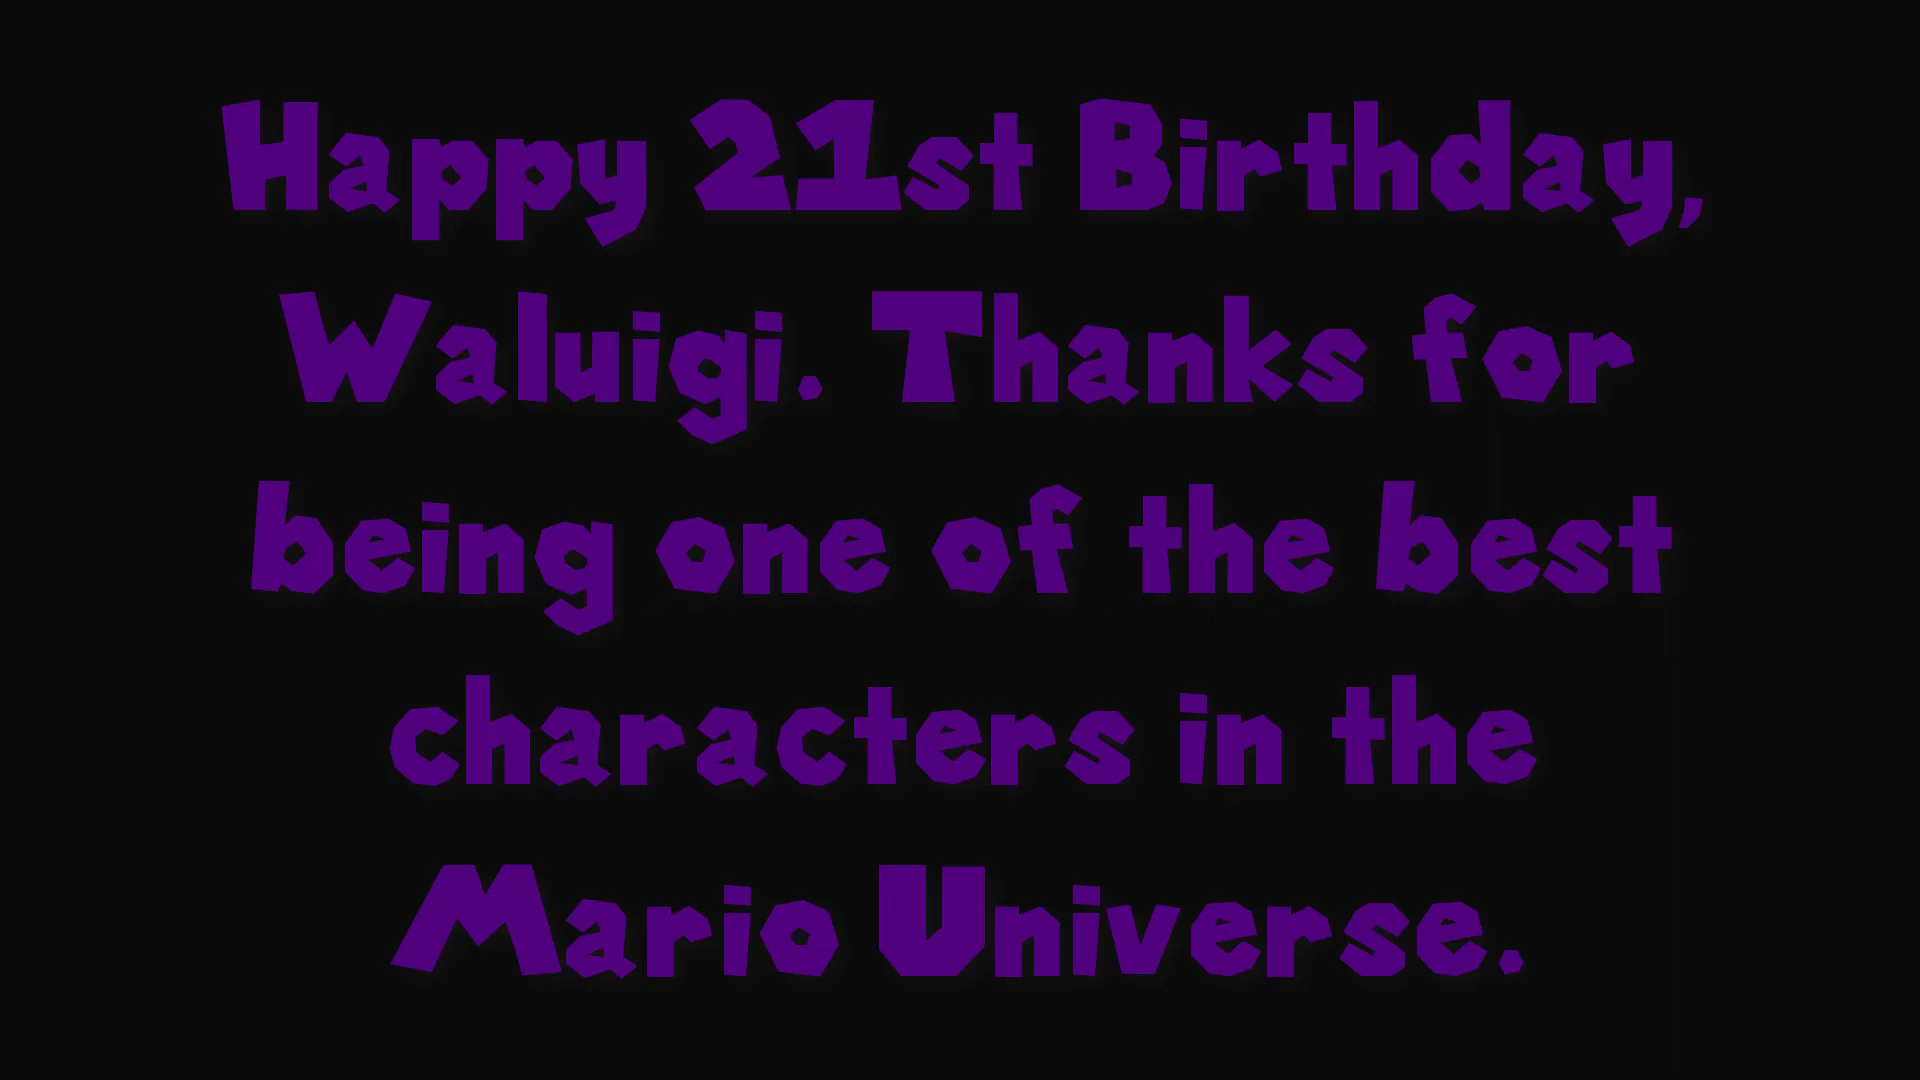 Happy 21st Birthday,
Waluigi. Thanks for
being one of the best
characters in the
Mario Universe.